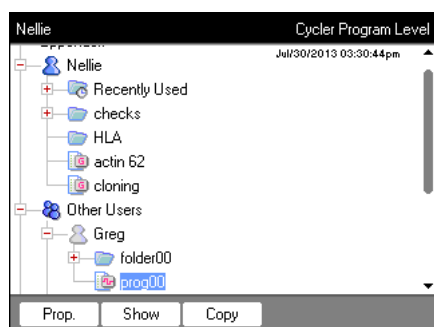 Nellie Cycler Program Level
Jul/30/2013 03:30:44pm
Nellie
Recently Used
checks
HLA
actin 62
cloning
Other Users
Greg
folder00
prog00
Prop. Show Copy